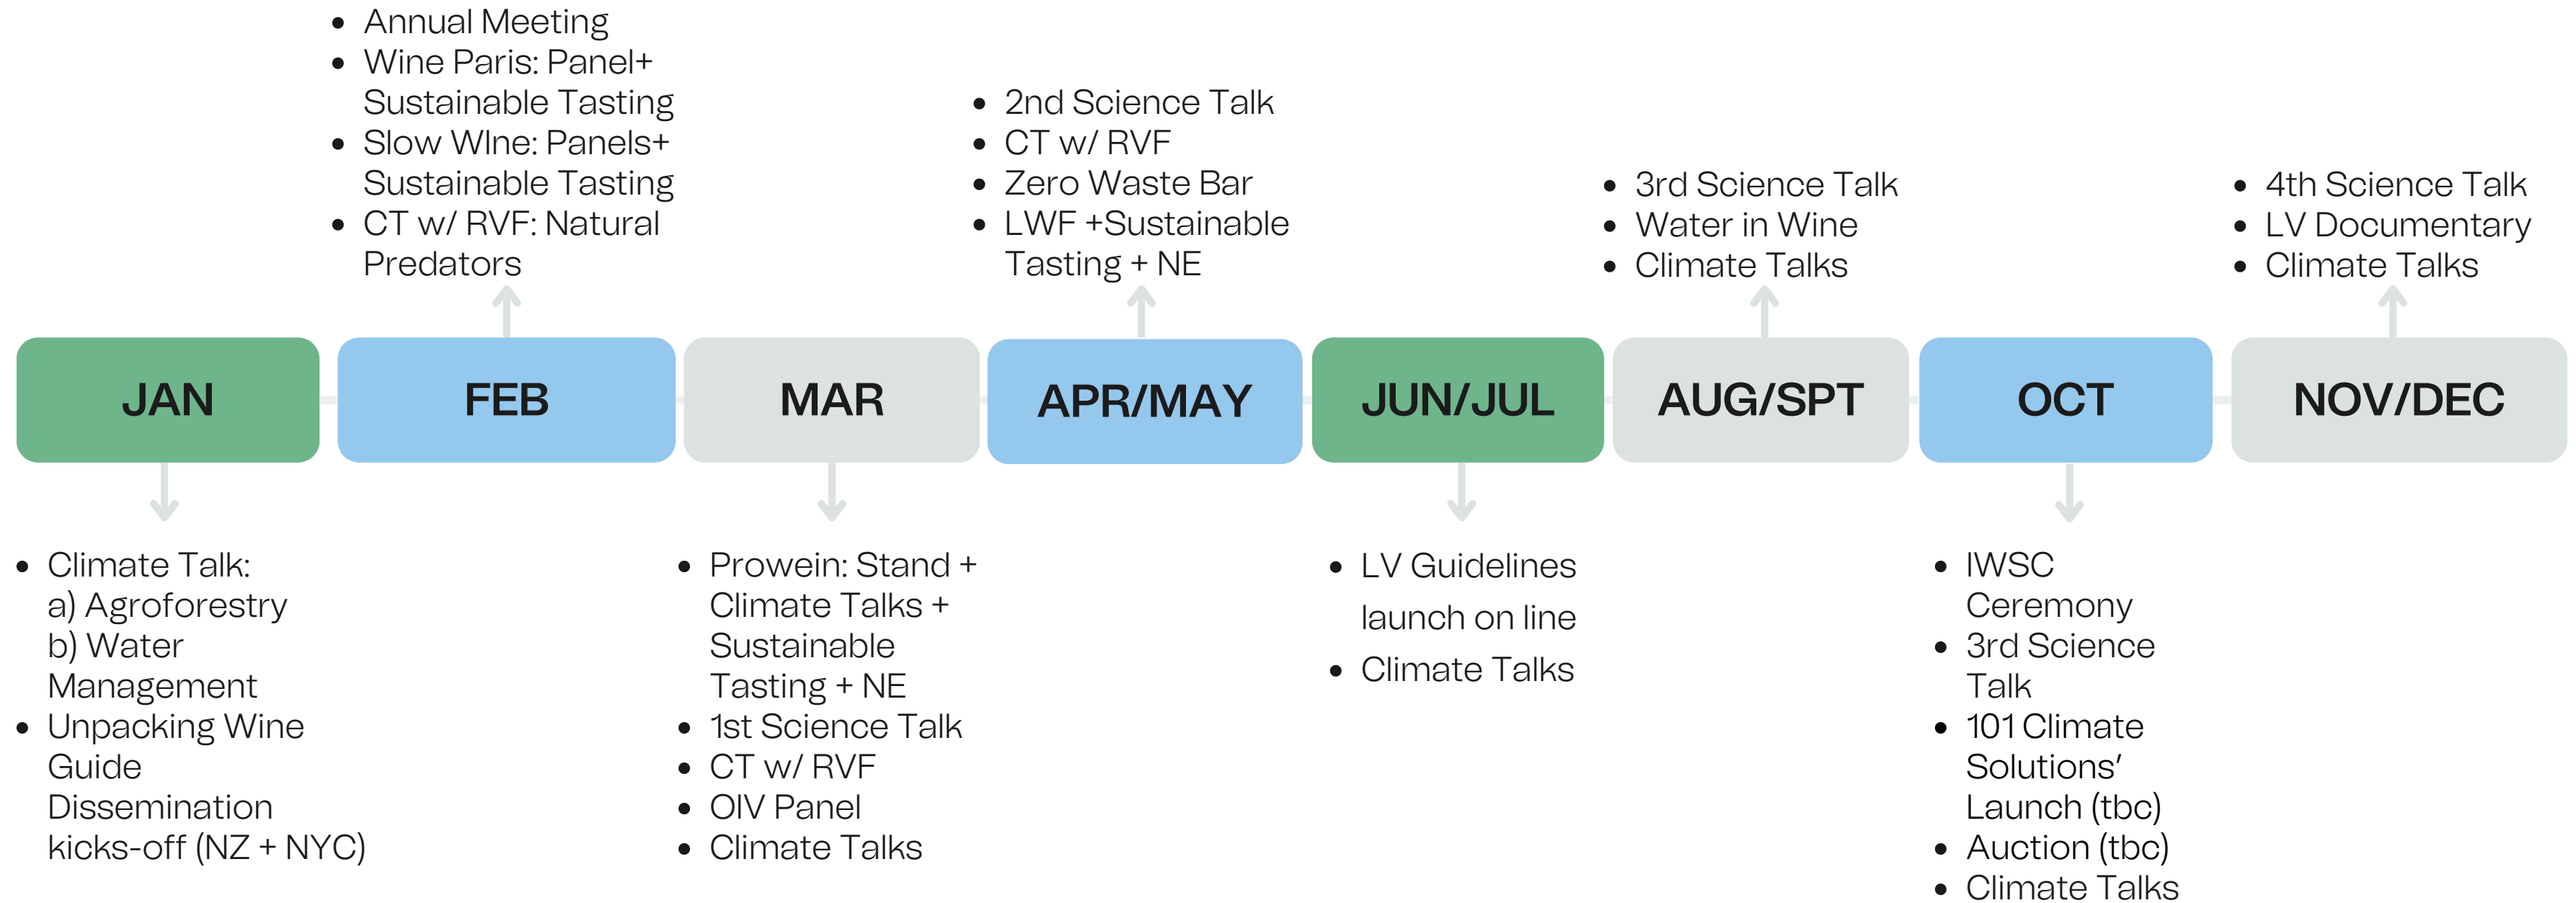 • Annual Meeting
• Wine Paris: Panel+
Sustainable Tasting
• Slow WIne: Panels+
Sustainable Tasting
• CT w/ RVF: Natural
Predators
• 2nd Science Talk
• CT w/ RVF
• Zero Waste Bar
• LWF +Sustainable
Tasting + NE
• 3rd Science Talk
• Water in Wine
• Climate Talks
• 4th Science Talk
• LV Documentary
• Climate Talks
JAN
FEB
MAR
APR/MAY
JUN/JUL
AUG/SPT
OCT
NOV/DEC
• Climate Talk:
a) Agroforestry
b) Water
Management
• Unpacking Wine
Guide
Dissemination
kicks-off (NZ + NYC)
• Prowein: Stand +
Climate Talks +
Sustainable
Tasting + NE
• 1st Science Talk
• CT w/ RVF
• OIV Panel
• Climate Talks
• LV Guidelines
launch on line
• Climate Talks
• IWSC
Ceremony
• 3rd Science
Talk
• 101 Climate
Solutions’
Launch (tbc)
• Auction (tbc)
• Climate Talks